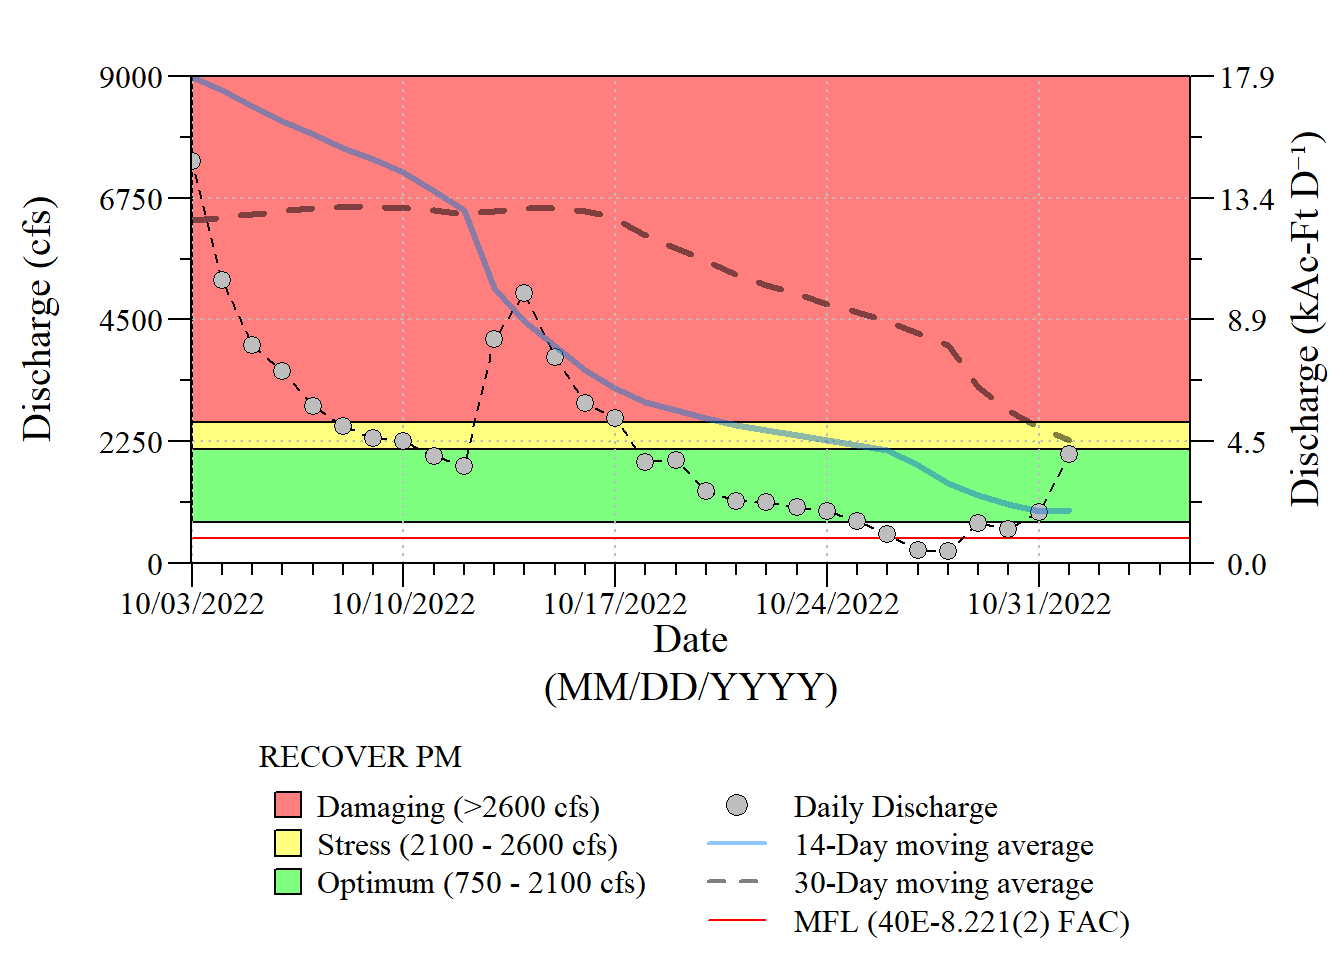 9000
6750
4500
2250
0
Discharge (cfs)
17.9
13.4
8.9
4.5
0.0
Discharge (kAc-Ft D⁻¹)
10/03/2022
10/10/2022
10/17/2022
10/24/2022
10/31/2022
Date
(MM/DD/YYYY)
RECOVER PM
Damaging (>2600 cfs)
Stress (2100 - 2600 cfs)
Optimum (750 - 2100 cfs)
Daily Discharge
14-Day moving average
30-Day moving average
MFL (40E-8.221(2) FAC)